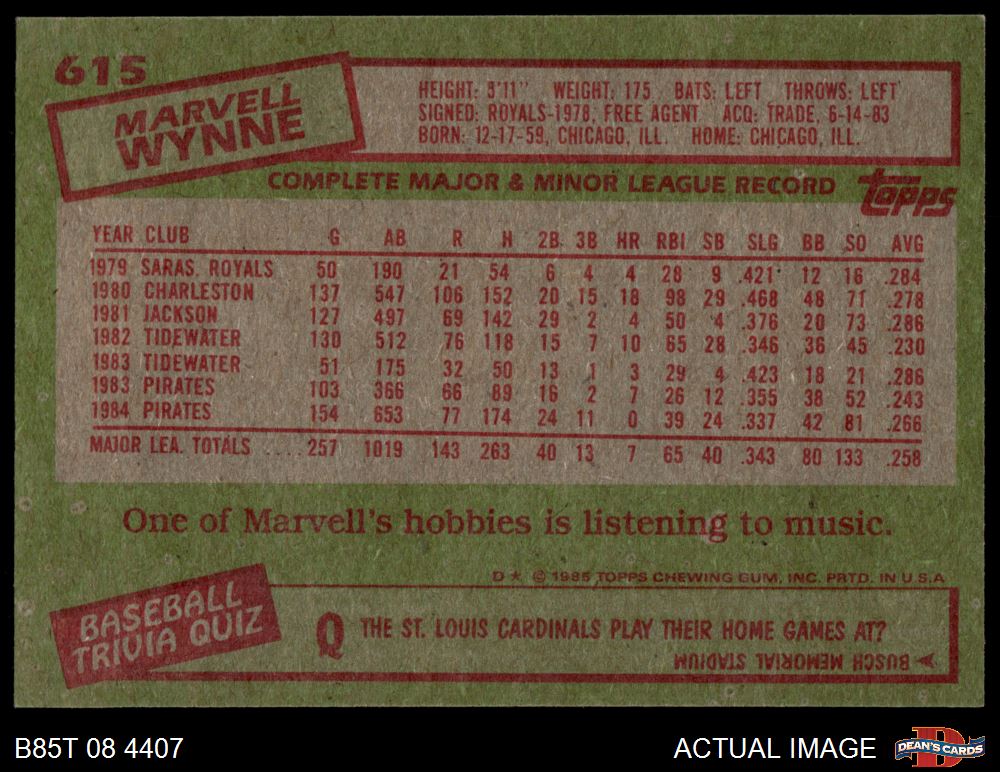 615
MARVELL
WYNNE
HEIGHT: 5'11" WEIGHT: 175 BATS: LEFT THROWS: LEFT
SIGNED: ROYALS-1978, FREE AGENT ACQ: TRADE, 6-14-83
BORN: 12-17-59, CHICAGO, ILL. HOME: CHICAGO, ILL.
COMPLETE MAJOR & MINOR LEAGUE RECORD
topps
YEAR CLUB G AB R H 2B 3B HR RBI SB SLG BB SO AVG
1979 SARAS. ROYALS 50 190 21 54 6 4 4 28 9 .421 12 16 .284
1980 CHARLESTON 137 547 106 152 20 15 18 98 29 .468 48 71 .278
1981 JACKSON 127 497 69 142 29 2 4 50 4 .376 20 73 .286
1982 TIDEWATER 130 512 76 118 15 7 10 65 28 .346 36 45 .230
1983 TIDEWATER 51 175 32 50 13 1 3 29 4 .423 18 21 .286
1983 PIRATES 103 366 66 89 16 2 7 26 12 .355 38 52 .243
1984 PIRATES 154 653 77 174 24 11 0 39 24 .337 42 81 .266
MAJOR LEA. TOTALS ....257 1019 143 263 40 13 7 65 40 .343 80 133 .258
One of Marvell's hobbies is listening to music.
D* © 1985 TOPPS CHEWING GUM, INC. PRTD. IN U.S.A
BASEBALL
TRIVIA QUIZ
Q THE ST. LOUIS CARDINALS PLAY THEIR HOME GAMES AT?
BUSCH MEMORIAL STADIUM
B85T 08 4407
ACTUAL IMAGE
D
DEAN'S CARDS